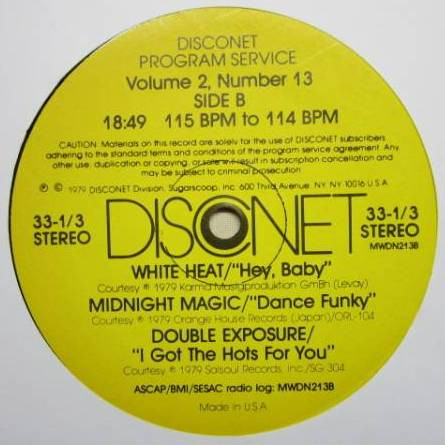 DISCONET
PROGRAM SERVICE
Volume 2, Number 13
SIDE B
18:49 115 BPM to 114 BPM
CAUTION: Materials on this record are solely for the use of DISCONET subscribers
adhering to the standard terms and conditions of the program service agreement. Any
other use, duplication or copying, or sale will result in subscription cancellation and
may be subject to criminal prosecution
℗ © 1979 DISCONET Division, Sugarscoop, Inc. 600 Third Avenue, NY, NY 10016 U.S.A.
33-1/3 STEREO
DISCONET
33-1/3 STEREO
MWDN213B
WHITE HEAT/"Hey, Baby"
Courtesy ℗ 1979 Karma Musikproduktion GmbH (Levay)
MIDNIGHT MAGIC/"Dance Funky"
Courtesy ℗ 1979 Orange House Records (Japan)/ORL-104
DOUBLE EXPOSURE/
"I Got The Hots For You"
Courtesy ℗ 1979 Salsoul Records, Inc./SG 304
ASCAP/BMI/SESAC radio log: MWDN213B
Made in U.S.A.